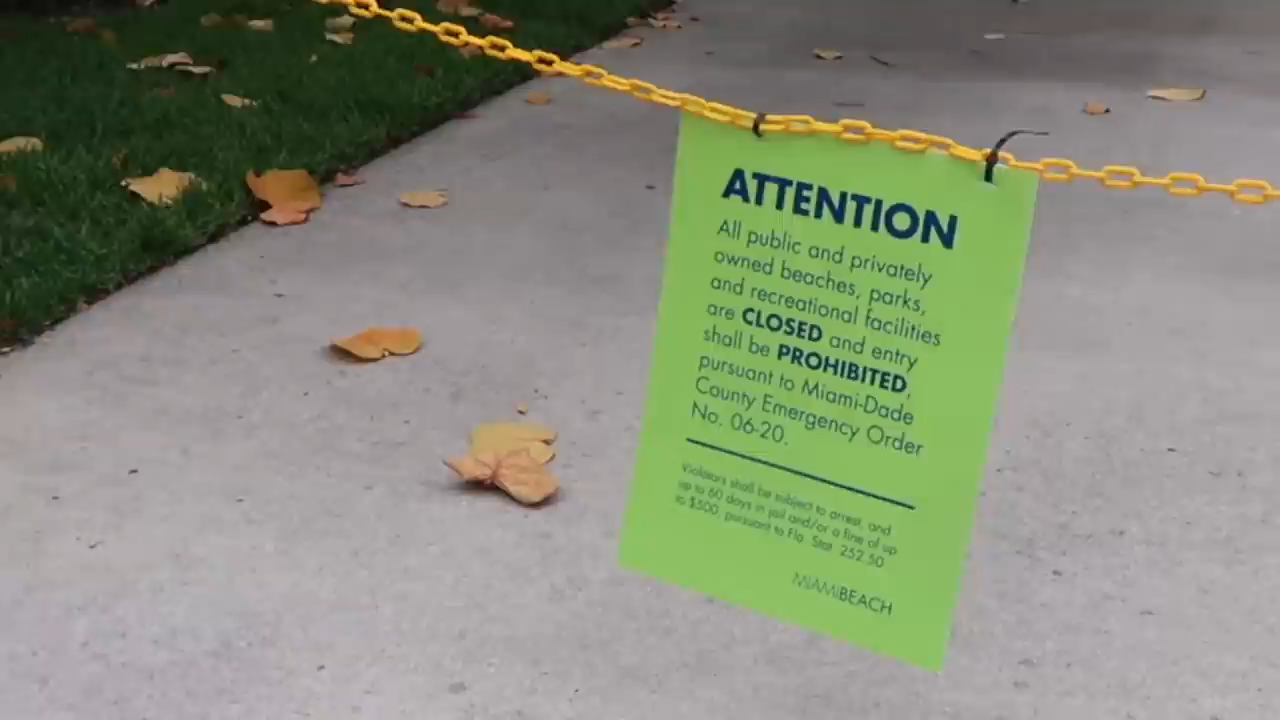 ATTENTION
All public and privately
owned beaches, parks,
and recreational facilities
are CLOSED and entry
shall be PROHIBITED,
pursuant to Miami-Dade
County Emergency Order
No. 06-20.
Violators shall be subject to arrest, and
up to 60 days in jail and/or a fine of up
to $500, pursuant to Fla. Stat. 252.50
MIAMIBEACH